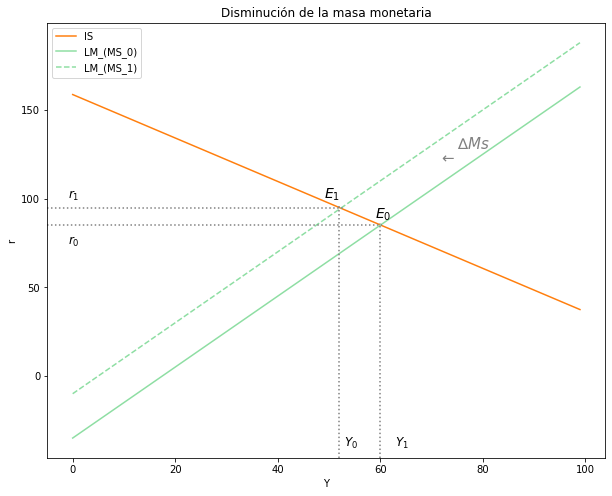 Disminución de la masa monetaria
IS
LM_(MS_0)
LM_(MS_1)
150
100
50
0
r
r₁
r₀
E₁
E₀
← ΔMs
Y₀
Y₁
0
20
40
60
80
100
Y